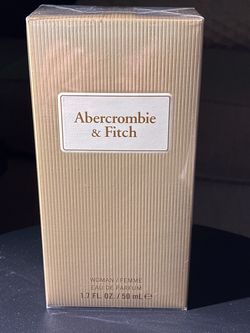 Abercrombie
& Fitch
WOMAN / FEMME
EAU DE PARFUM
1.7 FL. OZ. / 50 mL ℮